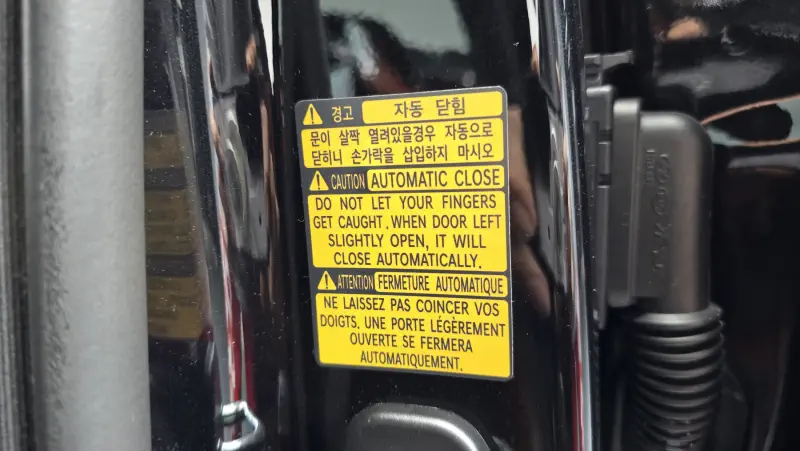 경고 자동 닫힘
문이 살짝 열려있을경우 자동으로
닫히니 손가락을 삽입하지 마시오
CAUTION AUTOMATIC CLOSE
DO NOT LET YOUR FINGERS
GET CAUGHT. WHEN DOOR LEFT
SLIGHTLY OPEN, IT WILL
CLOSE AUTOMATICALLY.
ATTENTION FERMETURE AUTOMATIQUE
NE LAISSEZ PAS COINCER VOS
DOIGTS. UNE PORTE LÉGÈREMENT
OUVERTE SE FERMERA
AUTOMATIQUEMENT.